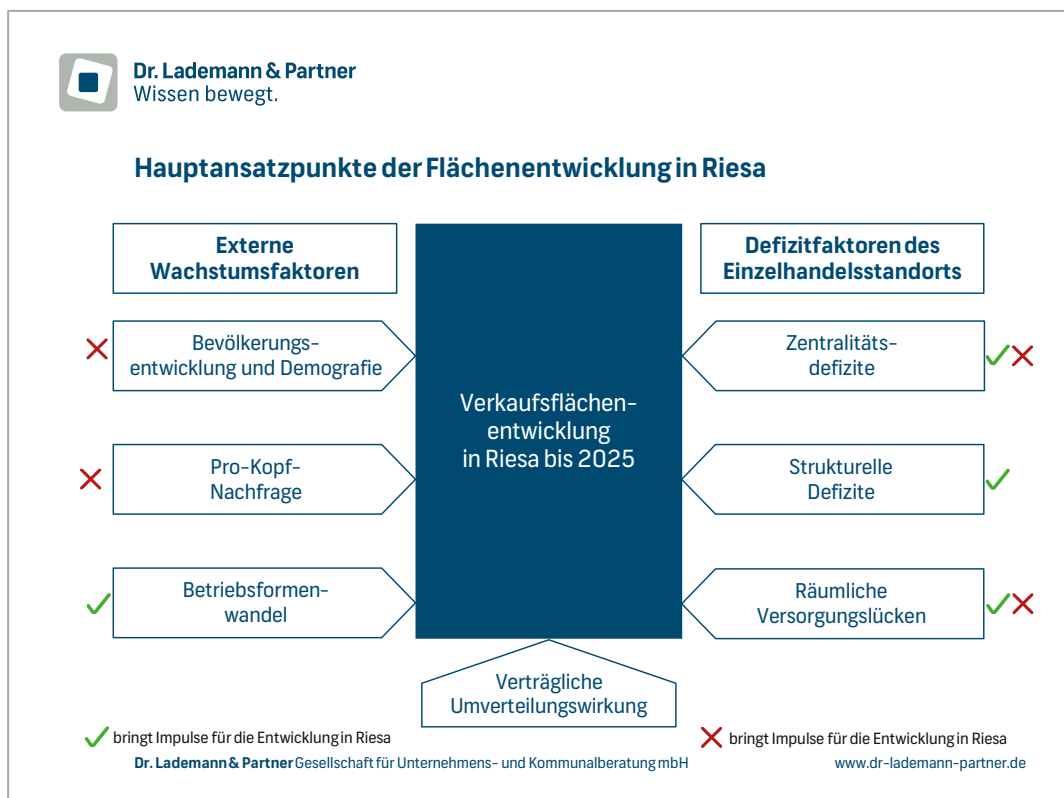 Dr. Lademann & Partner
Wissen bewegt.
Hauptansatzpunkte der Flächenentwicklung in Riesa
Externe
Wachstumsfaktoren
Bevölkerungs-
entwicklung und Demografie
Pro-Kopf-
Nachfrage
Betriebsformen-
wandel
Verkaufsflächen-
entwicklung
in Riesa bis 2025
Defizitfaktoren des
Einzelhandelsstandorts
Zentralitäts-
defizite
Strukturelle
Defizite
Räumliche
Versorgungslücken
Verträgliche
Umverteilungswirkung
bringt Impulse für die Entwicklung in Riesa
bringt Impulse für die Entwicklung in Riesa
Dr. Lademann & Partner Gesellschaft für Unternehmens- und Kommunalberatung mbH
www.dr-lademann-partner.de